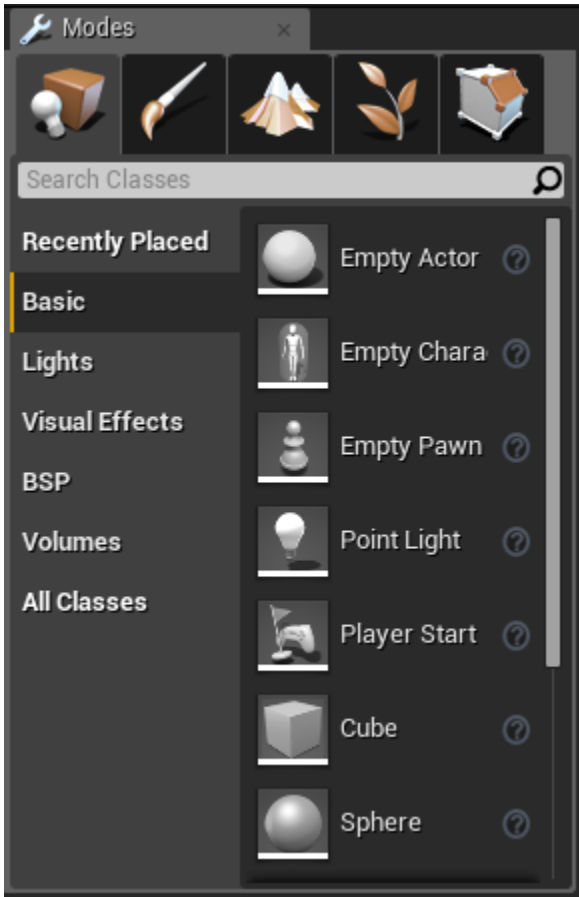 Modes
Search Classes
Recently Placed
Basic
Lights
Visual Effects
BSP
Volumes
All Classes
Empty Actor
Empty Chara
Empty Pawn
Point Light
Player Start
Cube
Sphere